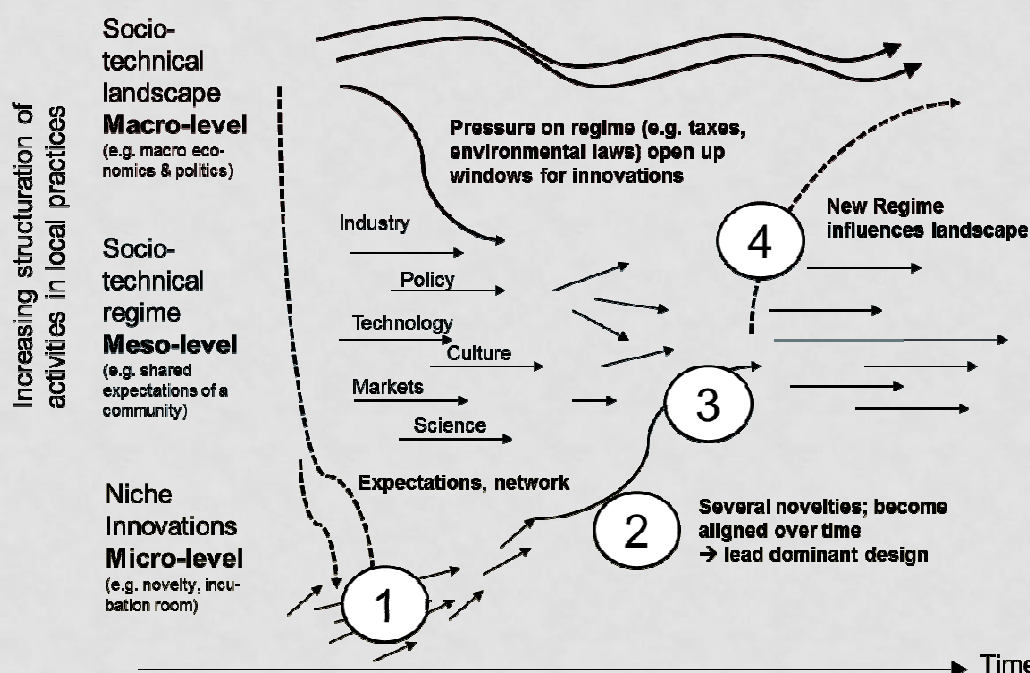 Increasing structuration of
activities in local practices
Socio-
technical
landscape
Macro-level
(e.g. macro eco-
nomics & politics)
Pressure on regime (e.g. taxes,
environmental laws) open up
windows for innovations
Socio-
technical
regime
Meso-level
(e.g. shared
expectations of a
community)
Industry
Policy
Technology
Culture
Markets
Science
4
New Regime
influences landscape
3
Niche
Innovations
Micro-level
(e.g. novelty, incu-
bation room)
Expectations, network
1
2
Several novelties; become
aligned over time
→ lead dominant design
Time